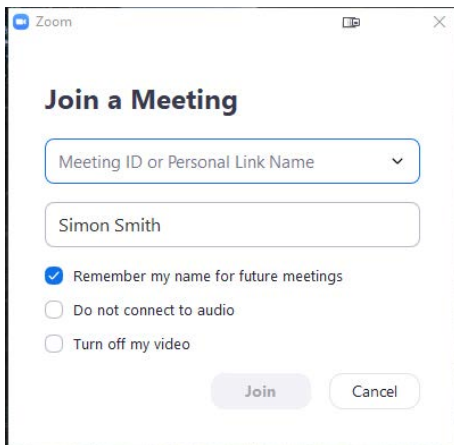 Zoom
Join a Meeting
Meeting ID or Personal Link Name
Simon Smith
Remember my name for future meetings
Do not connect to audio
Turn off my video
Join Cancel